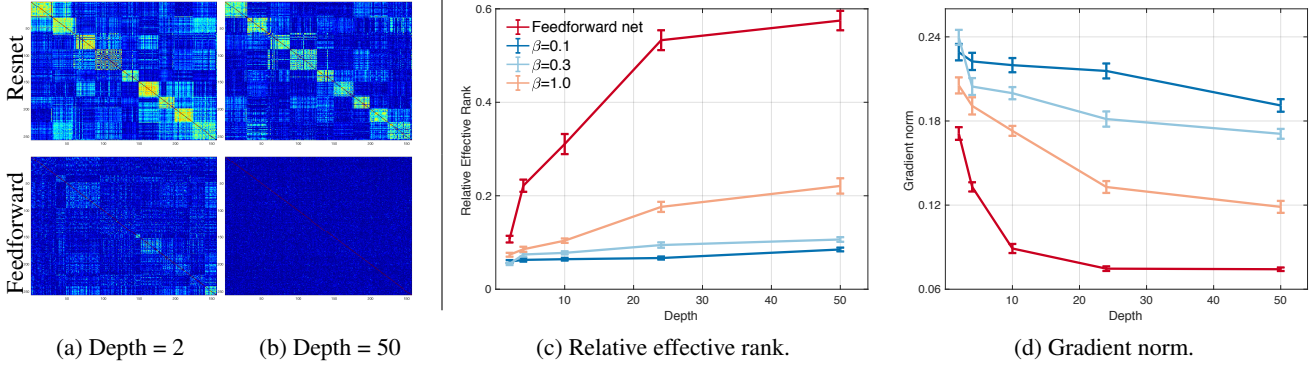 Resnet
Feedforward
(a) Depth = 2
(b) Depth = 50
Relative Effective Rank
0.6
0.4
0.2
0
Feedforward net
β=0.1
β=0.3
β=1.0
10
20
30
40
50
Depth
(c) Relative effective rank.
Gradient norm
0.24
0.18
0.12
0.06
10
20
30
40
50
Depth
(d) Gradient norm.